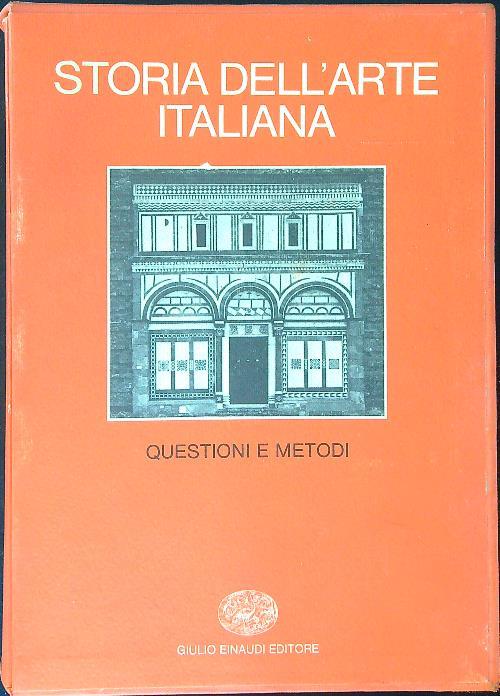 STORIA DELL'ARTE
ITALIANA
QUESTIONI E METODI
GIULIO EINAUDI EDITORE